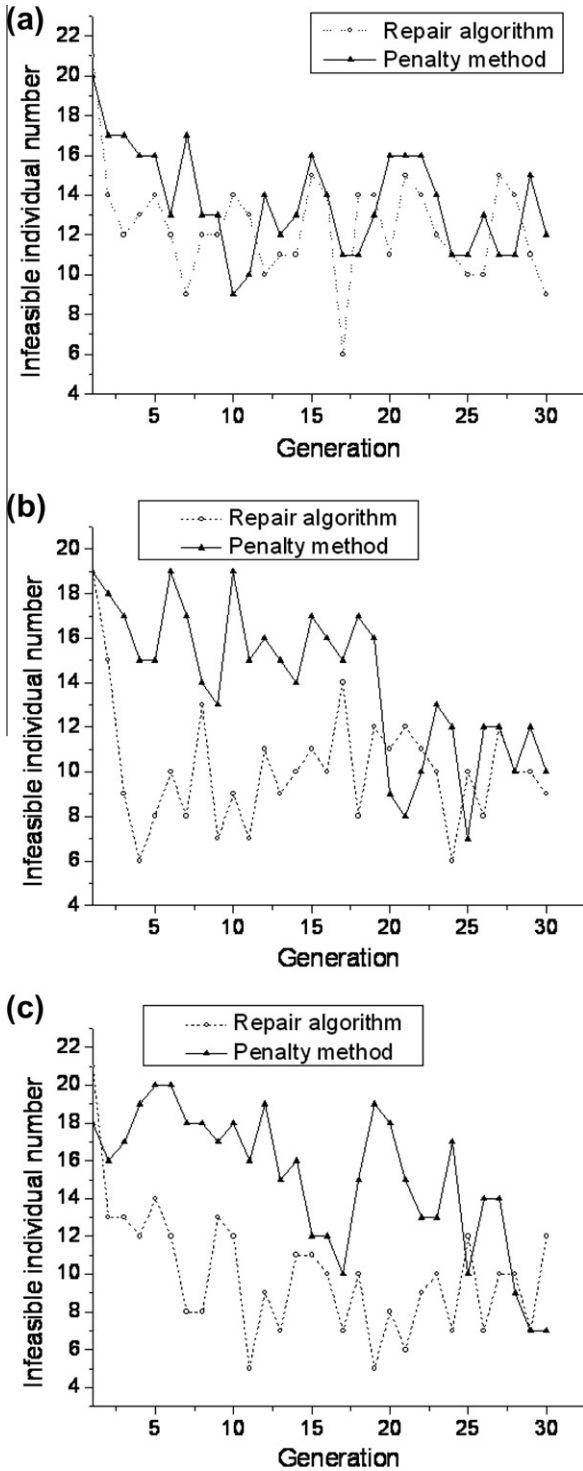 (a)
Repair algorithm
Penalty method
22
20
18
16
14
12
10
8
6
4
Infeasible individual number
5 10 15 20 25 30
Generation
(b)
Repair algorithm
Penalty method
20
18
16
14
12
10
8
6
4
Infeasible individual number
5 10 15 20 25 30
Generation
(c)
Repair algorithm
Penalty method
22
20
18
16
14
12
10
8
6
4
Infeasible individual number
5 10 15 20 25 30
Generation